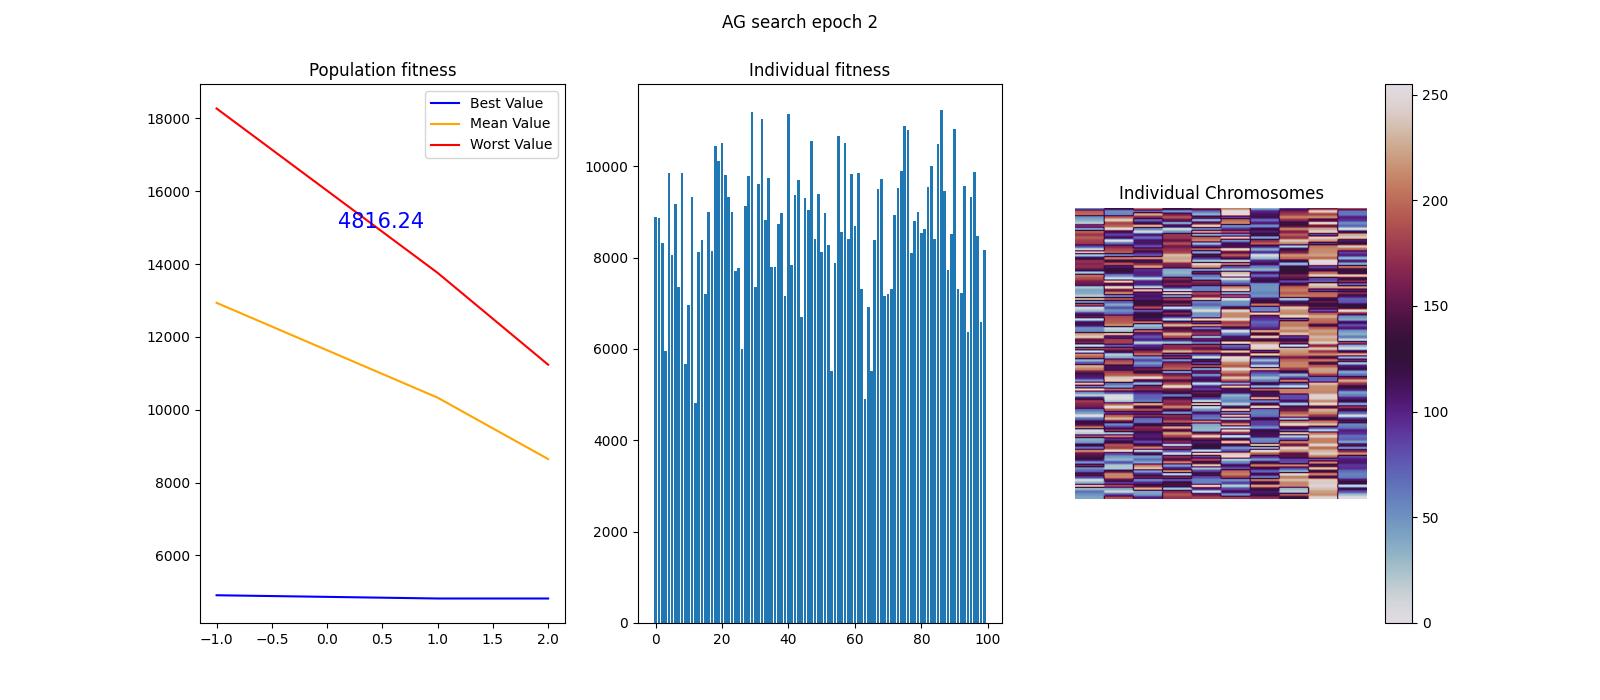 AG search epoch 2
Population fitness
18000
16000
14000
12000
10000
8000
6000
−1.0 −0.5 0.0 0.5 1.0 1.5 2.0
Best Value
Mean Value
Worst Value
4816.24
Individual fitness
10000
8000
6000
4000
2000
0
0 20 40 60 80 100
Individual Chromosomes
250
200
150
100
50
0